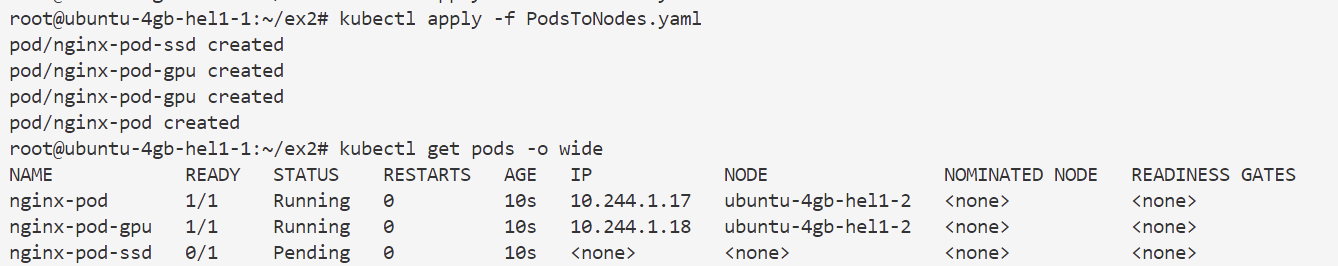 root@ubuntu-4gb-hel1-1:~/ex2# kubectl apply -f PodsToNodes.yaml
pod/nginx-pod-ssd created
pod/nginx-pod-gpu created
pod/nginx-pod-gpu created
pod/nginx-pod created
root@ubuntu-4gb-hel1-1:~/ex2# kubectl get pods -o wide
NAME READY STATUS RESTARTS AGE IP NODE NOMINATED NODE READINESS GATES
nginx-pod 1/1 Running 0 10s 10.244.1.17 ubuntu-4gb-hel1-2 <none> <none>
nginx-pod-gpu 1/1 Running 0 10s 10.244.1.18 ubuntu-4gb-hel1-2 <none> <none>
nginx-pod-ssd 0/1 Pending 0 10s <none> <none> <none> <none>